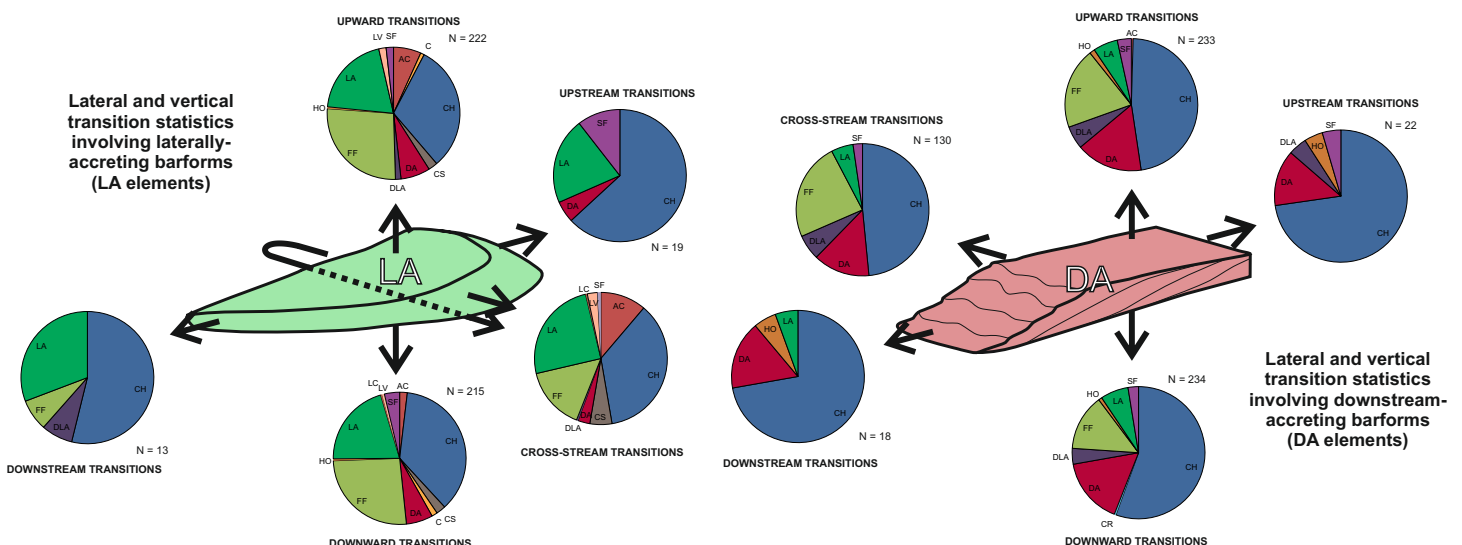 Lateral and vertical
transition statistics
involving laterally-
accreting barforms
(LA elements)
UPWARD TRANSITIONS
N = 222
LV
SF
AC
C
LA
CH
HO
FF
DLA
DA
CS
UPSTREAM TRANSITIONS
SF
LA
DA
CH
N = 19
LA
LA
CH
FF
DLA
N = 13
DOWNSTREAM TRANSITIONS
N = 215
LC
LV
SF
AC
LA
CH
HO
FF
DA
C
CS
DOWNWARD TRANSITIONS
LC
SF
LV
AC
LA
CH
FF
DLA
DA
CS
CROSS-STREAM TRANSITIONS
UPWARD TRANSITIONS
AC
N = 233
HO
LA
SF
FF
CH
DLA
DA
CROSS-STREAM TRANSITIONS
SF
N = 130
LA
FF
CH
DLA
DA
UPSTREAM TRANSITIONS
SF
N = 22
DLA
HO
DA
CH
DA
HO
LA
DA
CH
N = 18
DOWNSTREAM TRANSITIONS
SF
N = 234
HO
LA
FF
DLA
CH
DA
CR
DOWNWARD TRANSITIONS
Lateral and vertical
transition statistics
involving downstream-
accreting barforms
(DA elements)